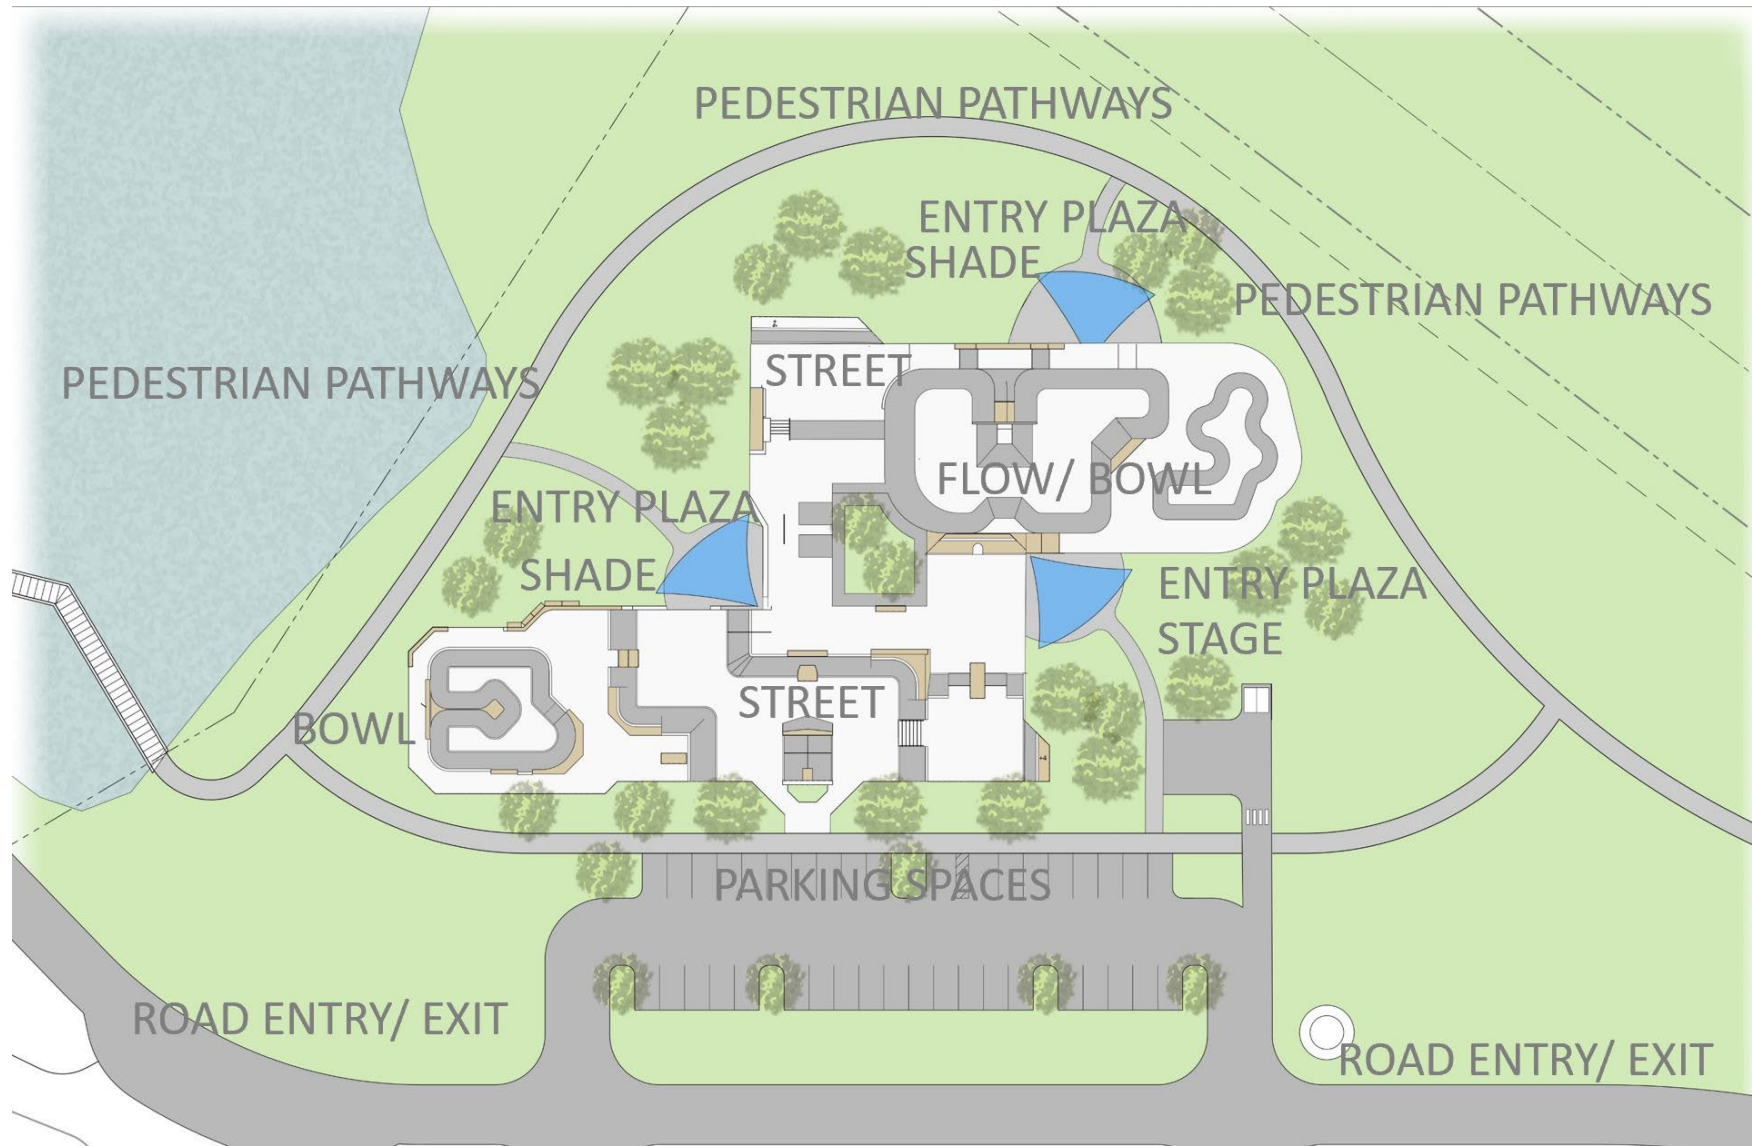 PEDESTRIAN PATHWAYS
ENTRY PLAZA
SHADE
PEDESTRIAN PATHWAYS
STREET
PEDESTRIAN PATHWAYS
FLOW/ BOWL
ENTRY PLAZA
SHADE
ENTRY PLAZA
STAGE
STREET
BOWL
+4
PARKING SPACES
ROAD ENTRY/ EXIT
ROAD ENTRY/ EXIT